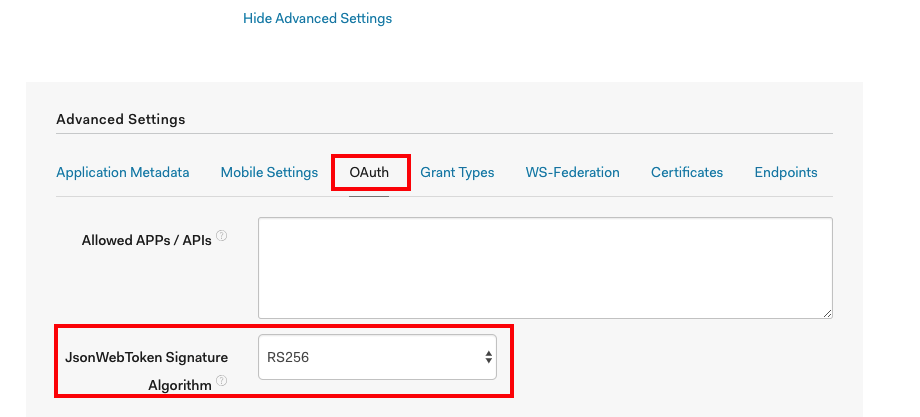 Hide Advanced Settings
Advanced Settings
Application Metadata Mobile Settings OAuth Grant Types WS-Federation Certificates Endpoints
Allowed APPs / APIs ?
JsonWebToken Signature RS256
Algorithm ?